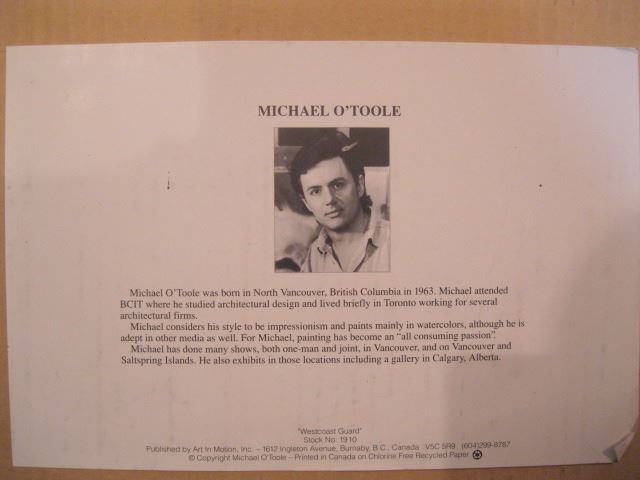 MICHAEL O'TOOLE
Michael O'Toole was born in North Vancouver, British Columbia in 1963. Michael attended
BCIT where he studied architectural design and lived briefly in Toronto working for several
architectural firms.
Michael considers his style to be impressionism and paints mainly in watercolors, although he is
adept in other media as well. For Michael, painting has become an "all consuming passion".
Michael has done many shows, both one-man and joint, in Vancouver, and on Vancouver and
Saltspring Islands. He also exhibits in those locations including a gallery in Calgary, Alberta.
"Westcoast Guard"
Stock No. 1910
Published by Art In Motion, Inc. – 1612 Ingleton Avenue, Burnaby, B.C., Canada V5C 5R9 (604)299-8787
© Copyright Michael O'Toole – Printed in Canada on Chlorine Free Recycled Paper